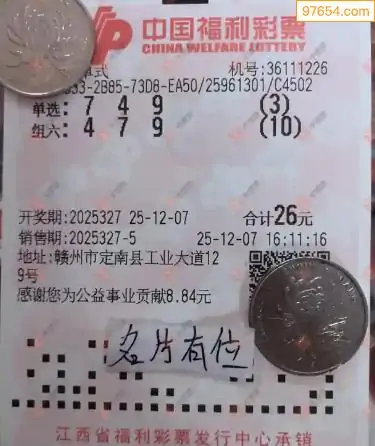 97654.com
中国福利彩票
CHINA WELFARE LOTTERY
单式 机号:36111226
333-2B85-73D8-EA50/25961301/C4502
单选: 7 4 9 (3)
组六: 4 7 9 (10)
开奖期:2025327 25-12-07 合计26元
销售期:2025327-5 25-12-07 16:11:16
地址:赣州市定南县工业大道12
9号
感谢您为公益事业贡献8.84元
名片有位
江西省福利彩票发行中心承销